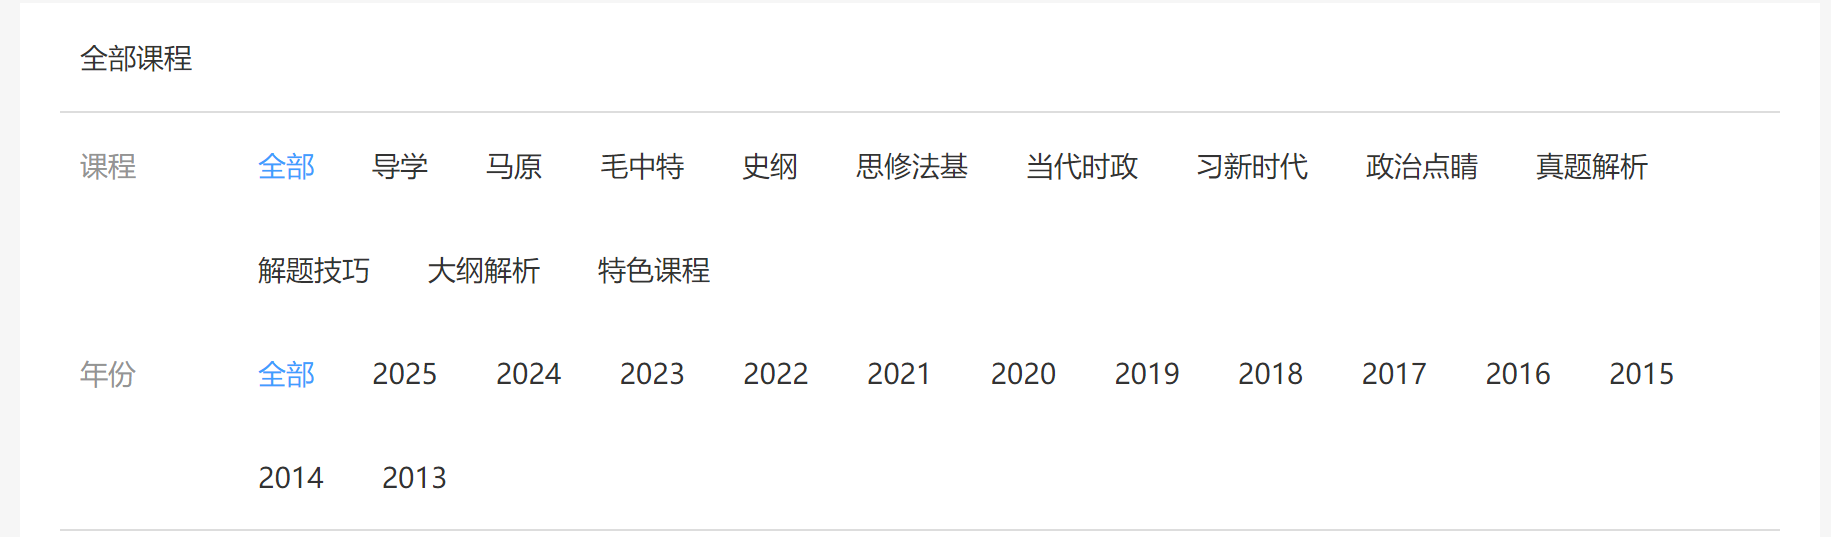 全部课程
课程 全部 导学 马原 毛中特 史纲 思修法基 当代时政 习新时代 政治点睛 真题解析
解题技巧 大纲解析 特色课程
年份 全部 2025 2024 2023 2022 2021 2020 2019 2018 2017 2016 2015
2014 2013